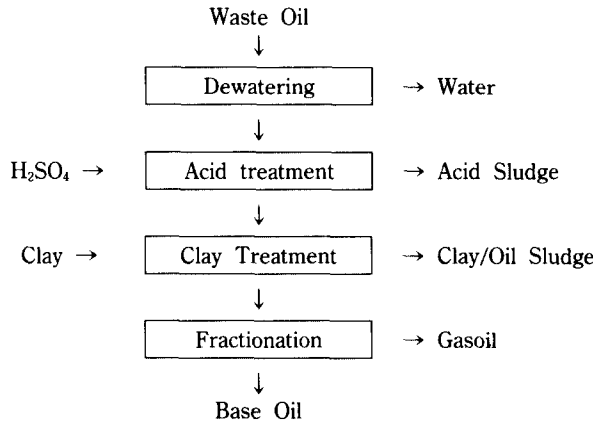 Waste Oil
↓
Dewatering → Water
↓
H₂SO₄ → Acid treatment → Acid Sludge
↓
Clay → Clay Treatment → Clay/Oil Sludge
↓
Fractionation → Gasoil
↓
Base Oil